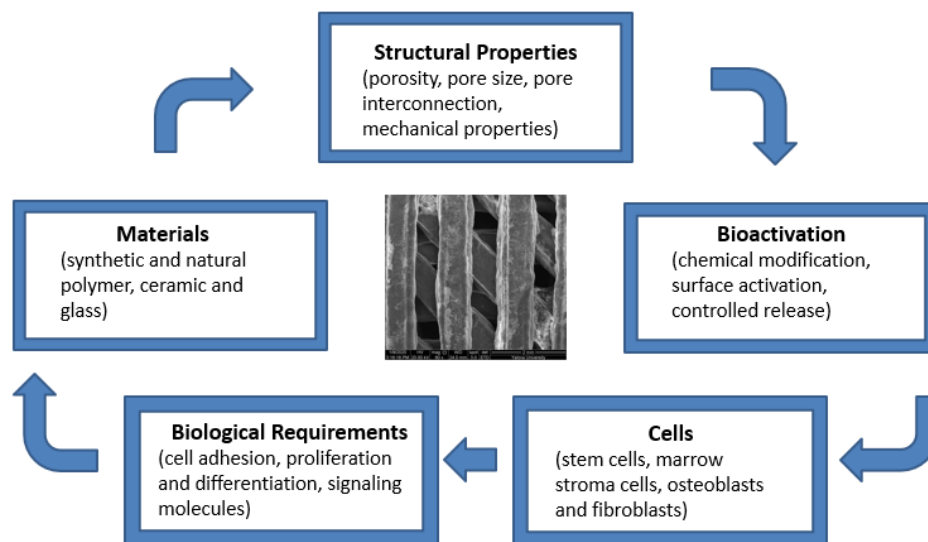 Structural Properties
(porosity, pore size, pore
interconnection,
mechanical properties)
Materials
(synthetic and natural
polymer, ceramic and
glass)
Bioactivation
(chemical modification,
surface activation,
controlled release)
Biological Requirements
(cell adhesion, proliferation
and differentiation, signaling
molecules)
Cells
(stem cells, marrow
stroma cells, osteoblasts
and fibroblasts)